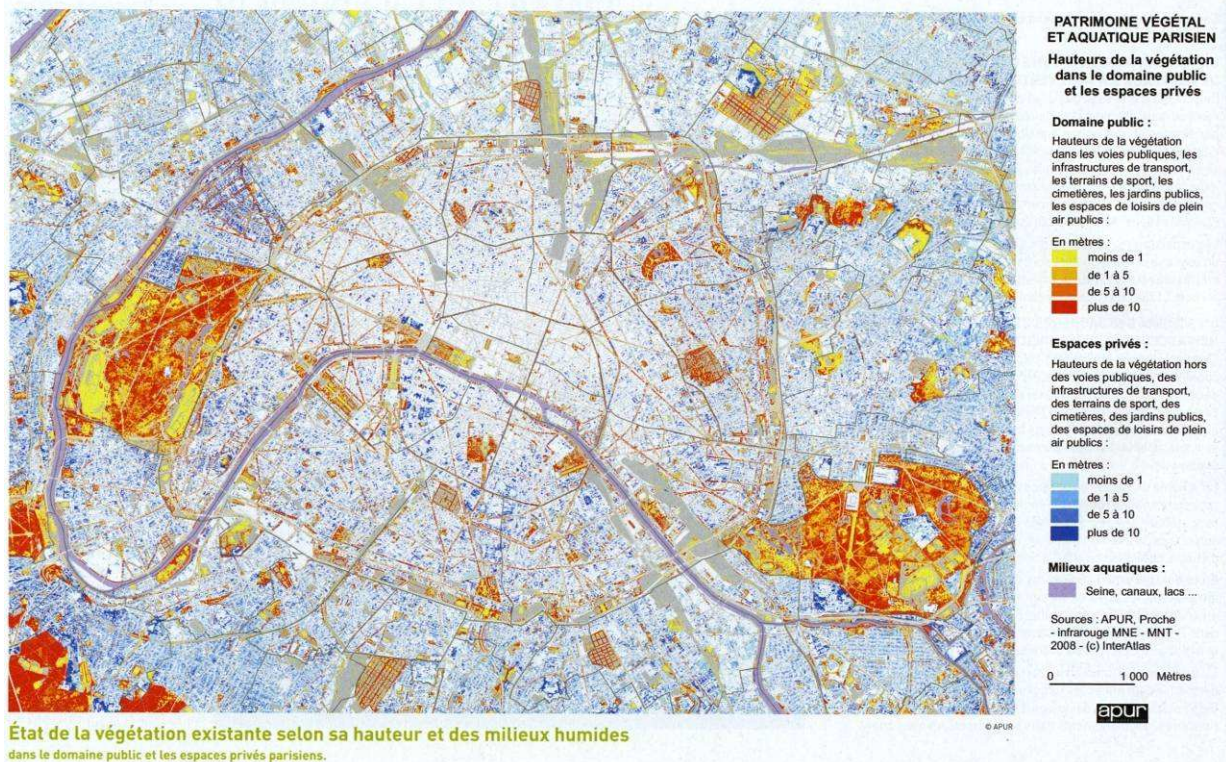 PATRIMOINE VÉGÉTAL
ET AQUATIQUE PARISIEN
Hauteurs de la végétation
dans le domaine public
et les espaces privés
Domaine public :
Hauteurs de la végétation
dans les voies publiques, les
infrastructures de transport,
les terrains de sport, les
cimetières, les jardins publics,
les espaces de loisirs de plein
air publics :
En mètres :
moins de 1
de 1 à 5
de 5 à 10
plus de 10
Espaces privés :
Hauteurs de la végétation hors
des voies publiques, des
infrastructures de transport,
des terrains de sport, des
cimetières, des jardins publics,
des espaces de loisirs de plein
air publics :
En mètres :
moins de 1
de 1 à 5
de 5 à 10
plus de 10
Milieux aquatiques :
Seine, canaux, lacs ...
Sources : APUR, Proche
- infrarouge MNE - MNT -
2008 - (c) InterAtlas
0 1 000 Mètres
apur
© APUR
État de la végétation existante selon sa hauteur et des milieux humides
dans le domaine public et les espaces privés parisiens.